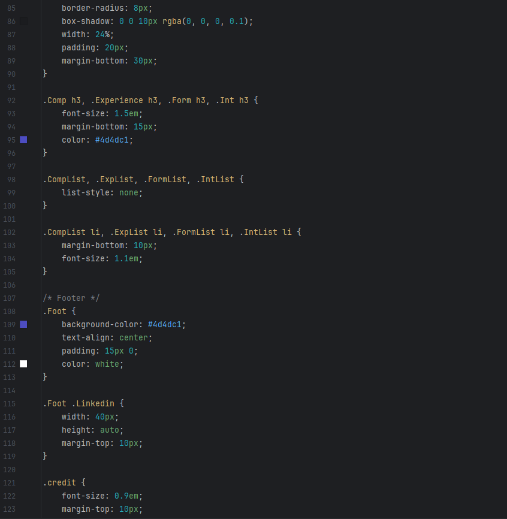 85 border-radius: 8px;
86 box-shadow: 0 0 10px rgba(0, 0, 0, 0.1);
87 width: 24%;
88 padding: 20px;
89 margin-bottom: 30px;
90 }
91
92 .Comp h3, .Experience h3, .Form h3, .Int h3 {
93 font-size: 1.5em;
94 margin-bottom: 15px;
95 color: #4d4dc1;
96 }
97
98 .CompList, .ExpList, .FormList, .IntList {
99 list-style: none;
100 }
101
102 .CompList li, .ExpList li, .FormList li, .IntList li {
103 margin-bottom: 10px;
104 font-size: 1.1em;
105 }
106
107 /* Footer */
108 .Foot {
109 background-color: #4d4dc1;
110 text-align: center;
111 padding: 15px 0;
112 color: white;
113 }
114
115 .Foot .Linkedin {
116 width: 40px;
117 height: auto;
118 margin-top: 10px;
119 }
120
121 .credit {
122 font-size: 0.9em;
123 margin-top: 10px;